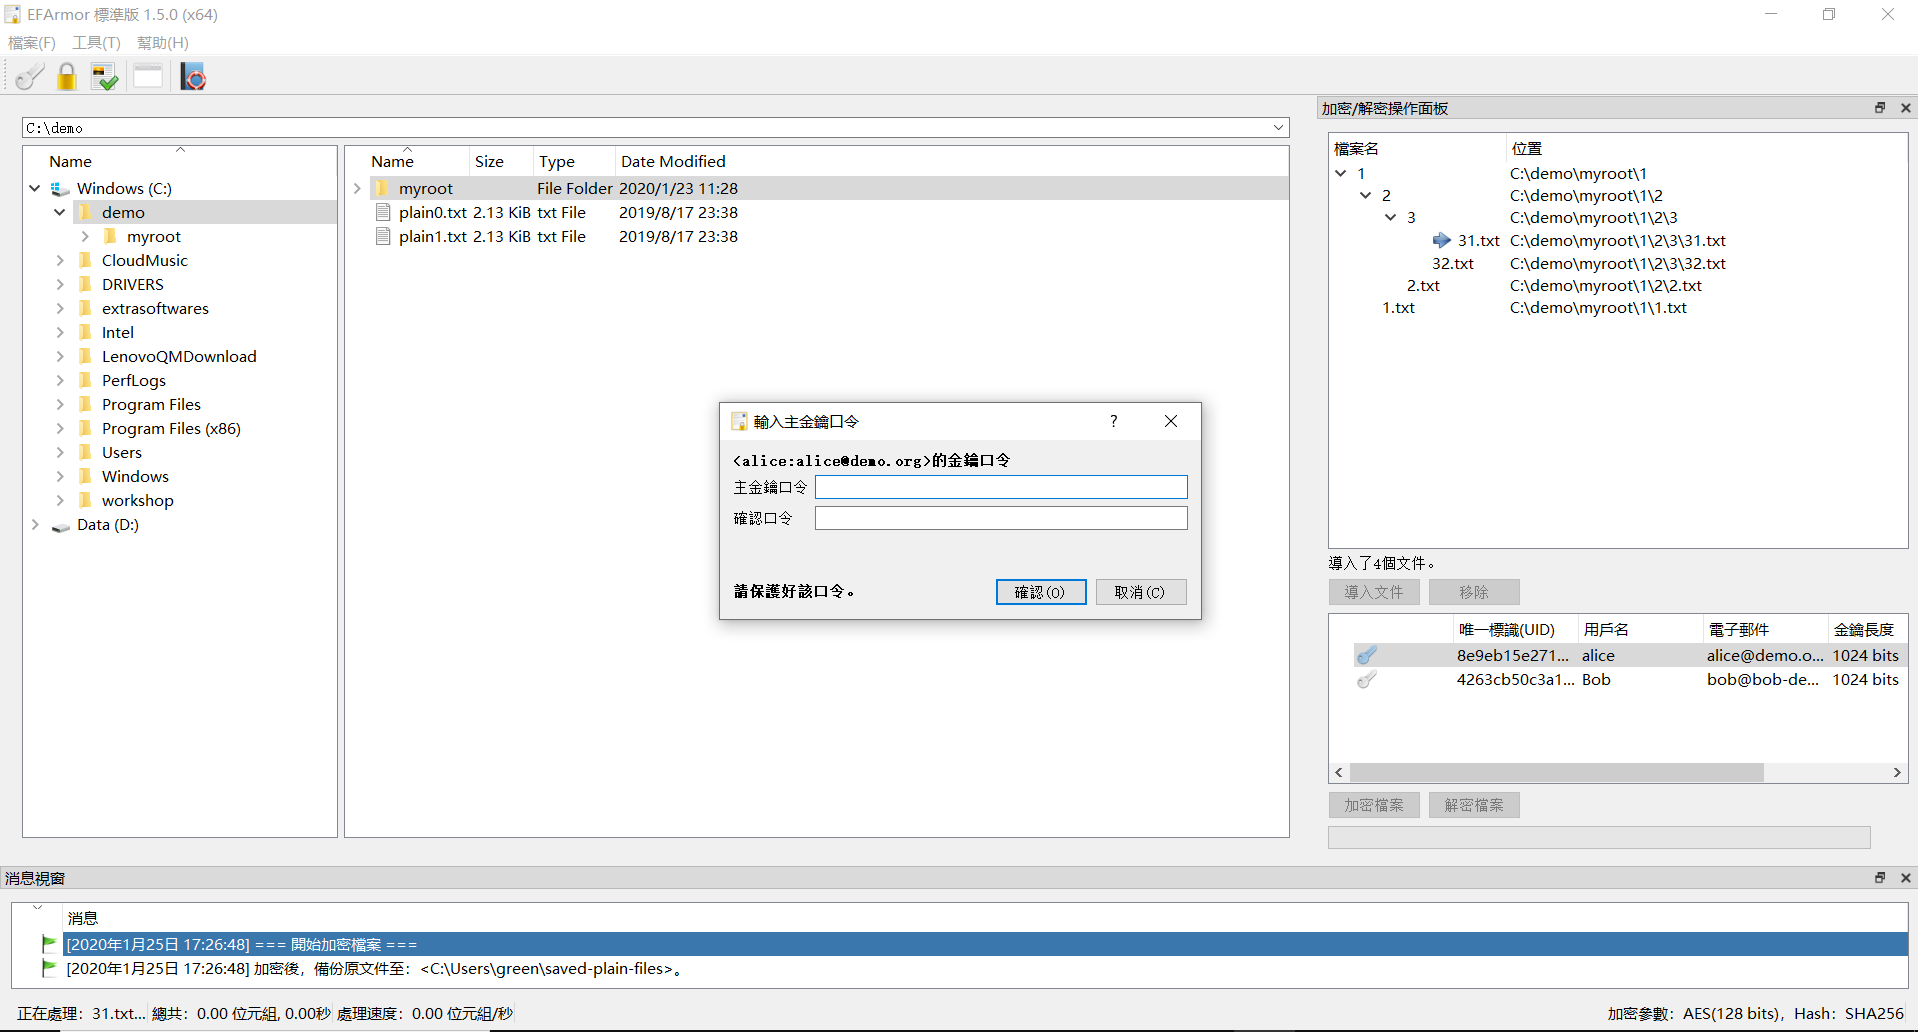 EFArmor 標準版 1.5.0 (x64)
檔案(F) 工具(T) 幫助(H)
C:\demo
Name
Windows (C:)
demo
myroot
CloudMusic
DRIVERS
extrasoftwares
Intel
LenovoQMDownload
PerfLogs
Program Files
Program Files (x86)
Users
Windows
workshop
Data (D:)
Name Size Type Date Modified
myroot File Folder 2020/1/23 11:28
plain0.txt 2.13 KiB txt File 2019/8/17 23:38
plain1.txt 2.13 KiB txt File 2019/8/17 23:38
輸入主金鑰口令 ?
<alice:alice@demo.org>的金鑰口令
主金鑰口令
確認口令
請保護好該口令。
確認(O) 取消(C)
加密/解密操作面板
檔案名 位置
1 C:\demo\myroot\1
2 C:\demo\myroot\1\2
3 C:\demo\myroot\1\2\3
31.txt C:\demo\myroot\1\2\3\31.txt
32.txt C:\demo\myroot\1\2\3\32.txt
2.txt C:\demo\myroot\1\2\2.txt
1.txt C:\demo\myroot\1\1.txt
導入了4個文件。
導入文件 移除
唯一標識(UID) 用戶名 電子郵件 金鑰長度
8e9eb15e271... alice alice@demo.o... 1024 bits
4263cb50c3a1... Bob bob@bob-de... 1024 bits
加密檔案 解密檔案
消息視窗
消息
[2020年1月25日 17:26:48] === 開始加密檔案 ===
[2020年1月25日 17:26:48] 加密後，備份原文件至：<C:\Users\green\saved-plain-files>。
正在處理：31.txt... 總共：0.00 位元組, 0.00秒 處理速度：0.00 位元組/秒
加密參數：AES(128 bits)，Hash：SHA256